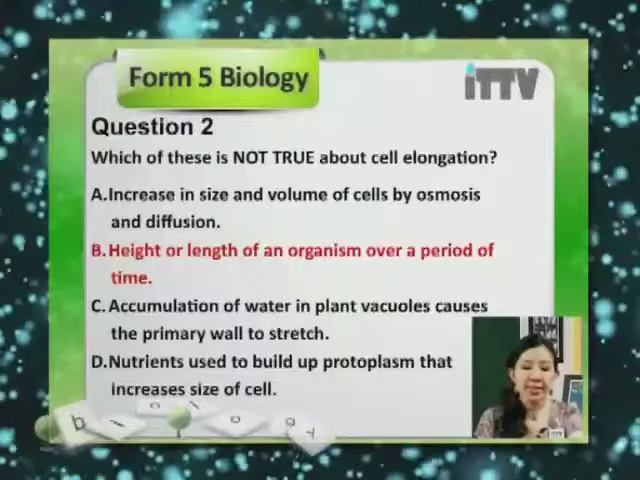 Form 5 Biology
iTTV
Question 2
Which of these is NOT TRUE about cell elongation?
A.Increase in size and volume of cells by osmosis
and diffusion.
B.Height or length of an organism over a period of
time.
C.Accumulation of water in plant vacuoles causes
the primary wall to stretch.
D.Nutrients used to build up protoplasm that
increases size of cell.
b i o l o g y